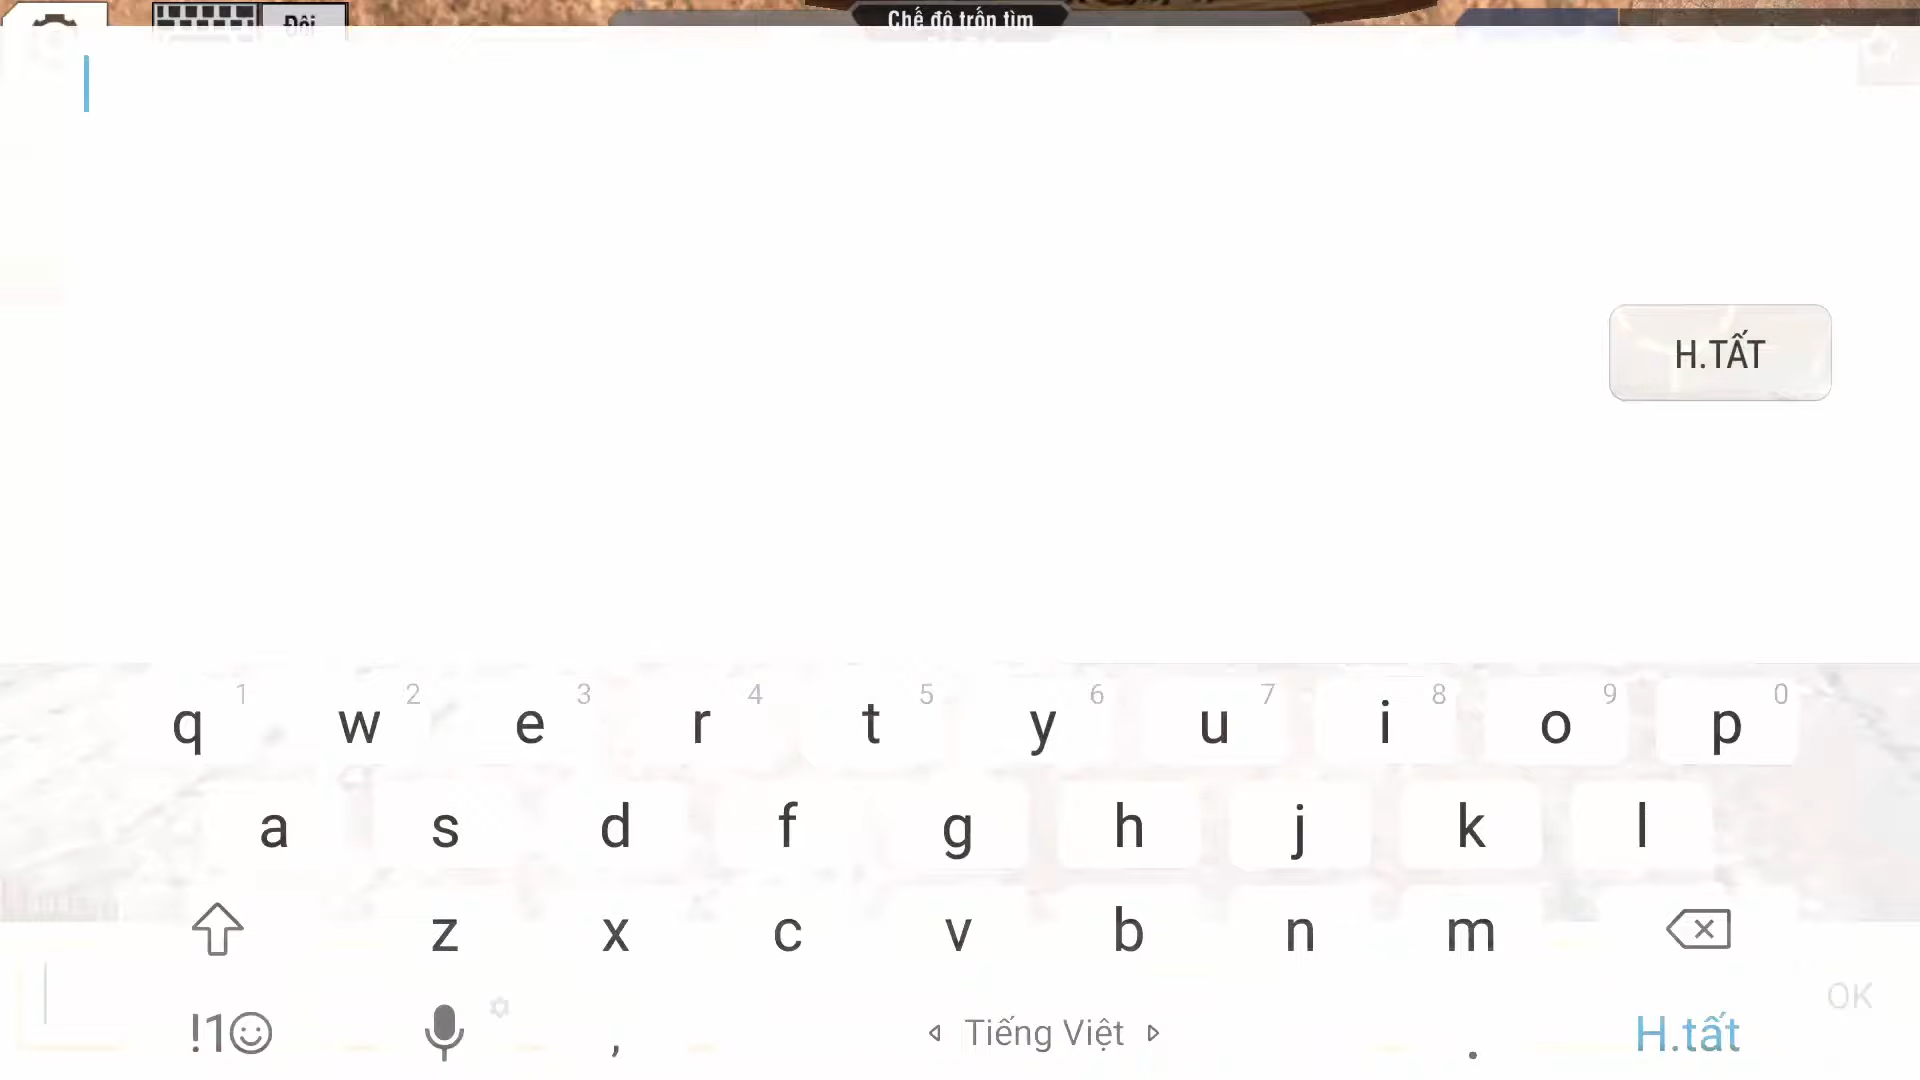 Đội
Chế độ trốn tìm
H.TẤT
1 2 3 4 5 6 7 8 9 0
q w e r t y u i o p
a s d f g h j k l
z x c v b n m
OK
!1 , Tiếng Việt . H.tất